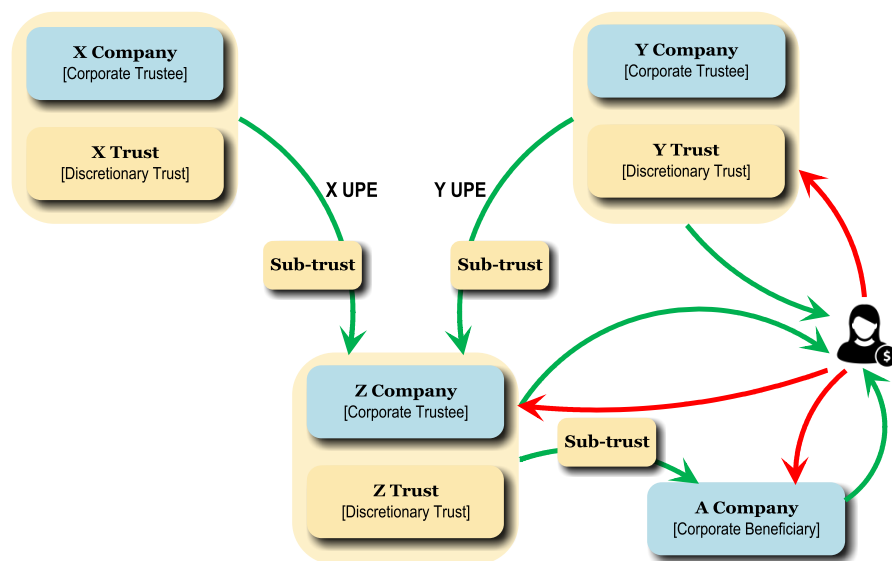 X Company
[Corporate Trustee]
X Trust
[Discretionary Trust]
Y Company
[Corporate Trustee]
Y Trust
[Discretionary Trust]
X UPE
Y UPE
Sub-trust
Sub-trust
$
Z Company
[Corporate Trustee]
Z Trust
[Discretionary Trust]
Sub-trust
A Company
[Corporate Beneficiary]